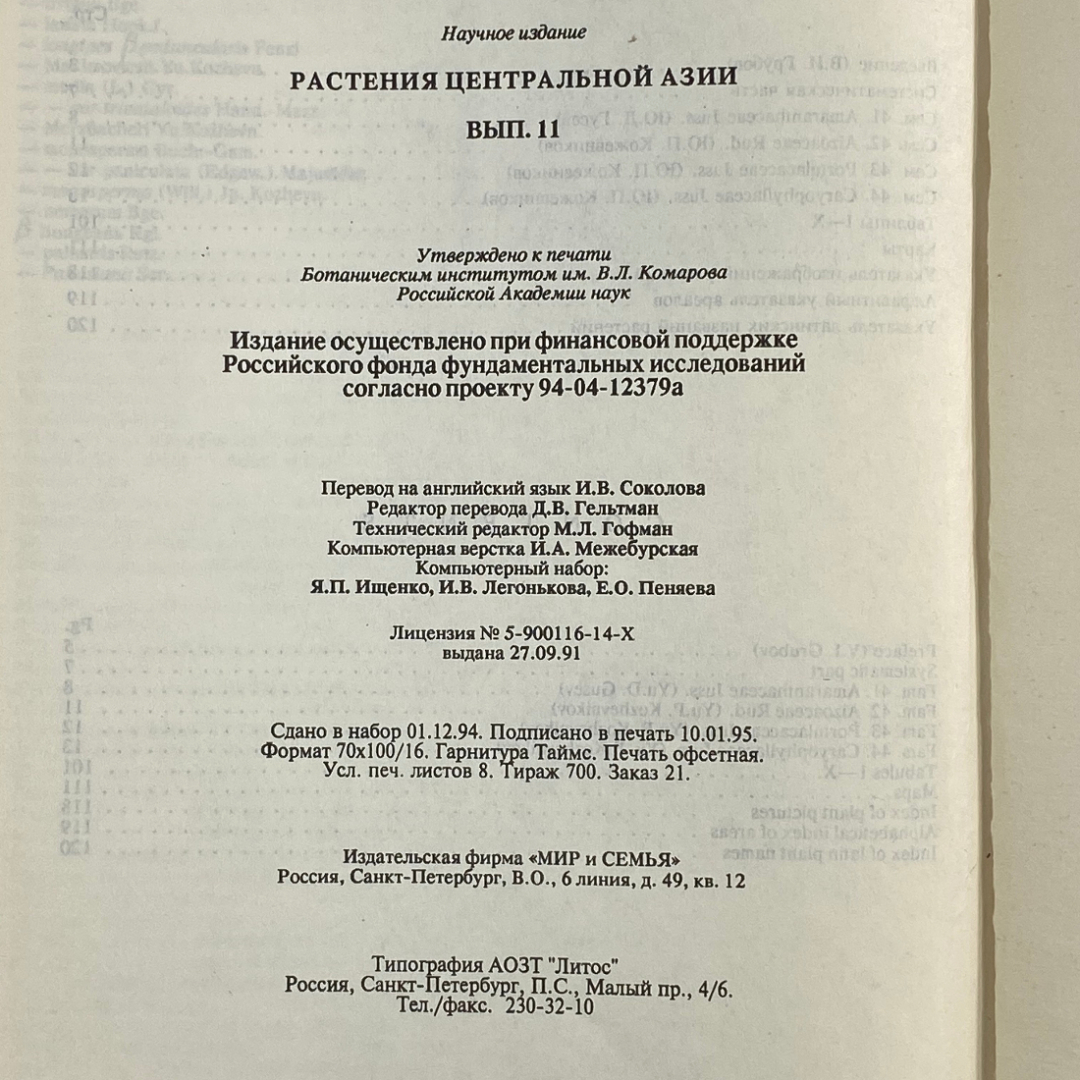 Научное издание
РАСТЕНИЯ ЦЕНТРАЛЬНОЙ АЗИИ
ВЫП. 11
Утверждено к печати
Ботаническим институтом им. В.Л. Комарова
Российской Академии наук
Издание осуществлено при финансовой поддержке
Российского фонда фундаментальных исследований
согласно проекту 94-04-12379а
Перевод на английский язык И.В. Соколова
Редактор перевода Д.В. Гельтман
Технический редактор М.Л. Гофман
Компьютерная верстка И.А. Межебурская
Компьютерный набор:
Я.П. Ищенко, И.В. Легонькова, Е.О. Пеняева
Лицензия № 5-900116-14-X
выдана 27.09.91
Сдано в набор 01.12.94. Подписано в печать 10.01.95.
Формат 70х100/16. Гарнитура Таймс. Печать офсетная.
Усл. печ. листов 8. Тираж 700. Заказ 21.
Издательская фирма «МИР и СЕМЬЯ»
Россия, Санкт-Петербург, В.О., 6 линия, д. 49, кв. 12
Типография АОЗТ "Литос"
Россия, Санкт-Петербург, П.С., Малый пр., 4/6.
Тел./факс. 230-32-10